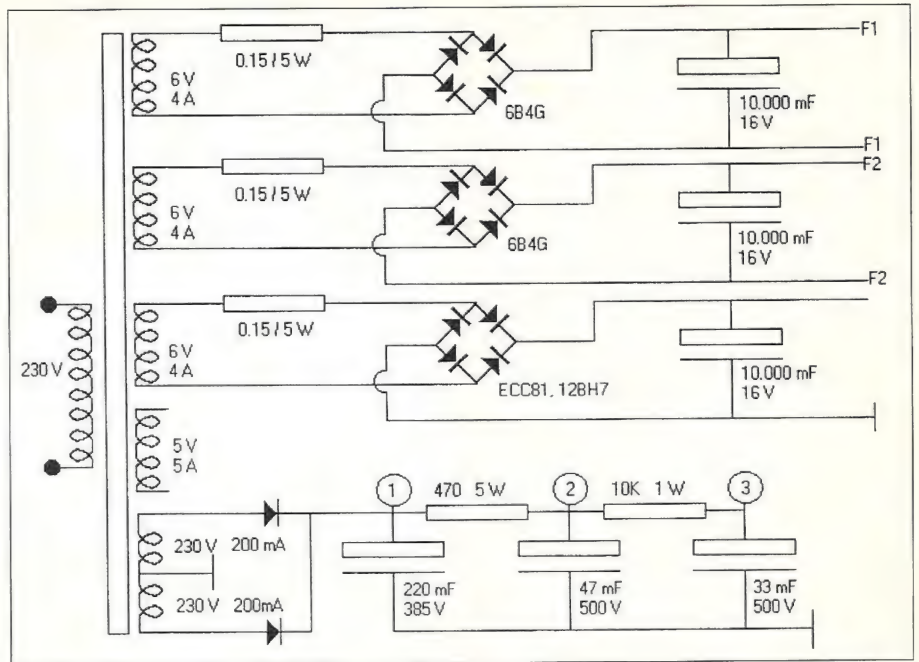 F1
0.15 / 5 W
6 V
4 A
6B4G
10.000 mF
16 V
F1
F2
0.15 / 5 W
6 V
4 A
6B4G
10.000 mF
16 V
F2
0.15 / 5 W
230 V
6 V
4 A
ECC81, 12BH7
10.000 mF
16 V
5 V
5 A
1
470 5 W
2
10K 1 W
3
230 V 200 mA
230 V 200mA
220 mF
385 V
47 mF
500 V
33 mF
500 V